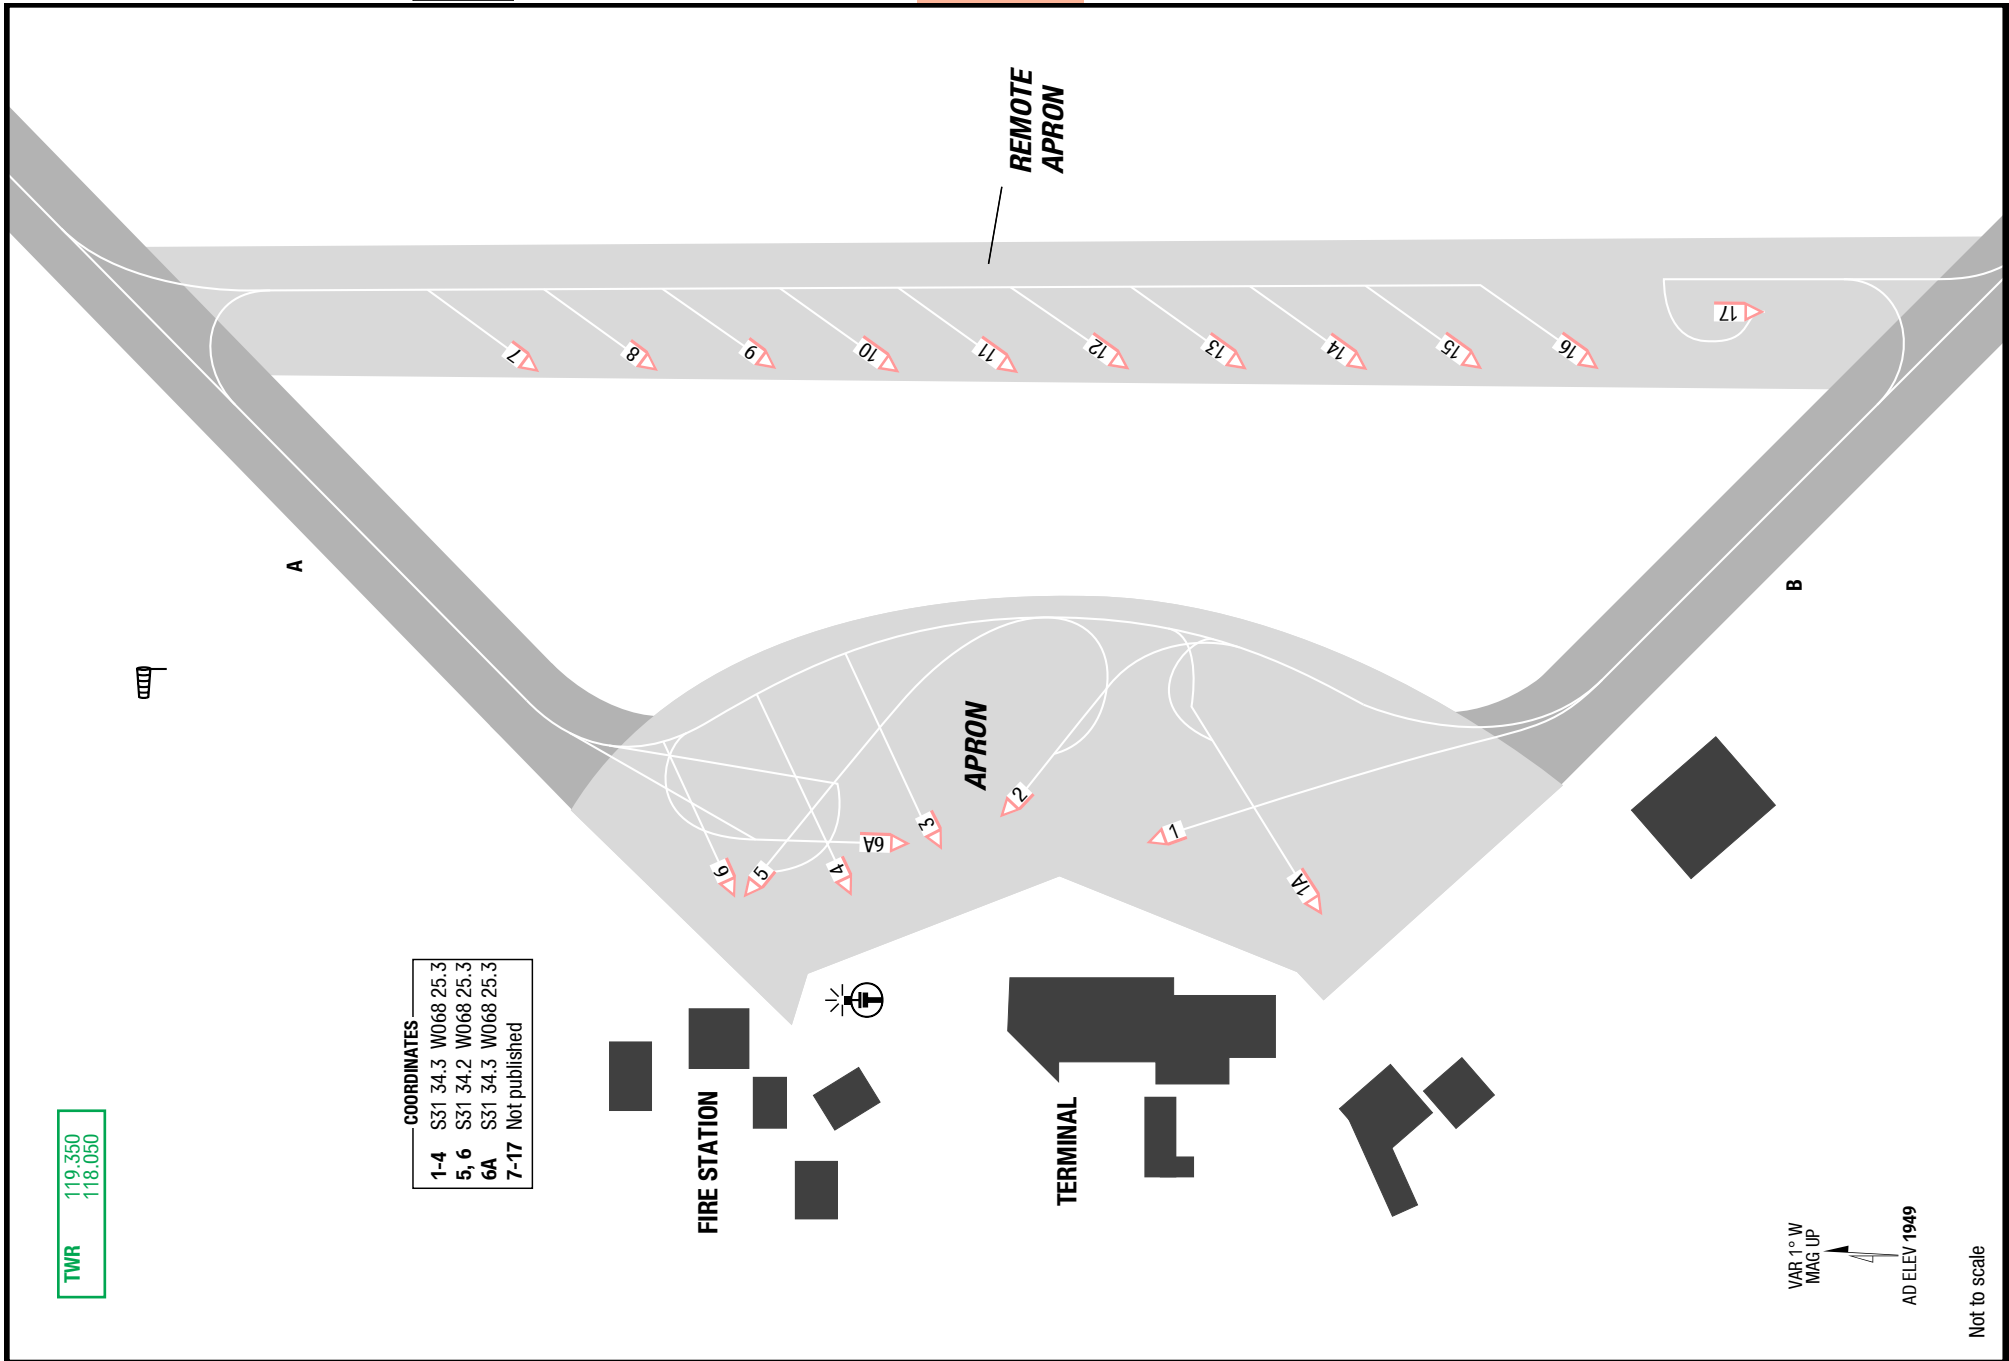 REMOTE
APRON
7
8
9
10
11
12
13
14
15
16
17
A
B
APRON
6
5
4
6A
3
2
1
1A
COORDINATES
1-4 S31 34.3 W068 25.3
5, 6 S31 34.2 W068 25.3
6A S31 34.3 W068 25.3
7-17 Not published
FIRE STATION
TERMINAL
TWR 119.350
118.050
VAR 1° W
MAG UP
AD ELEV 1949
Not to scale